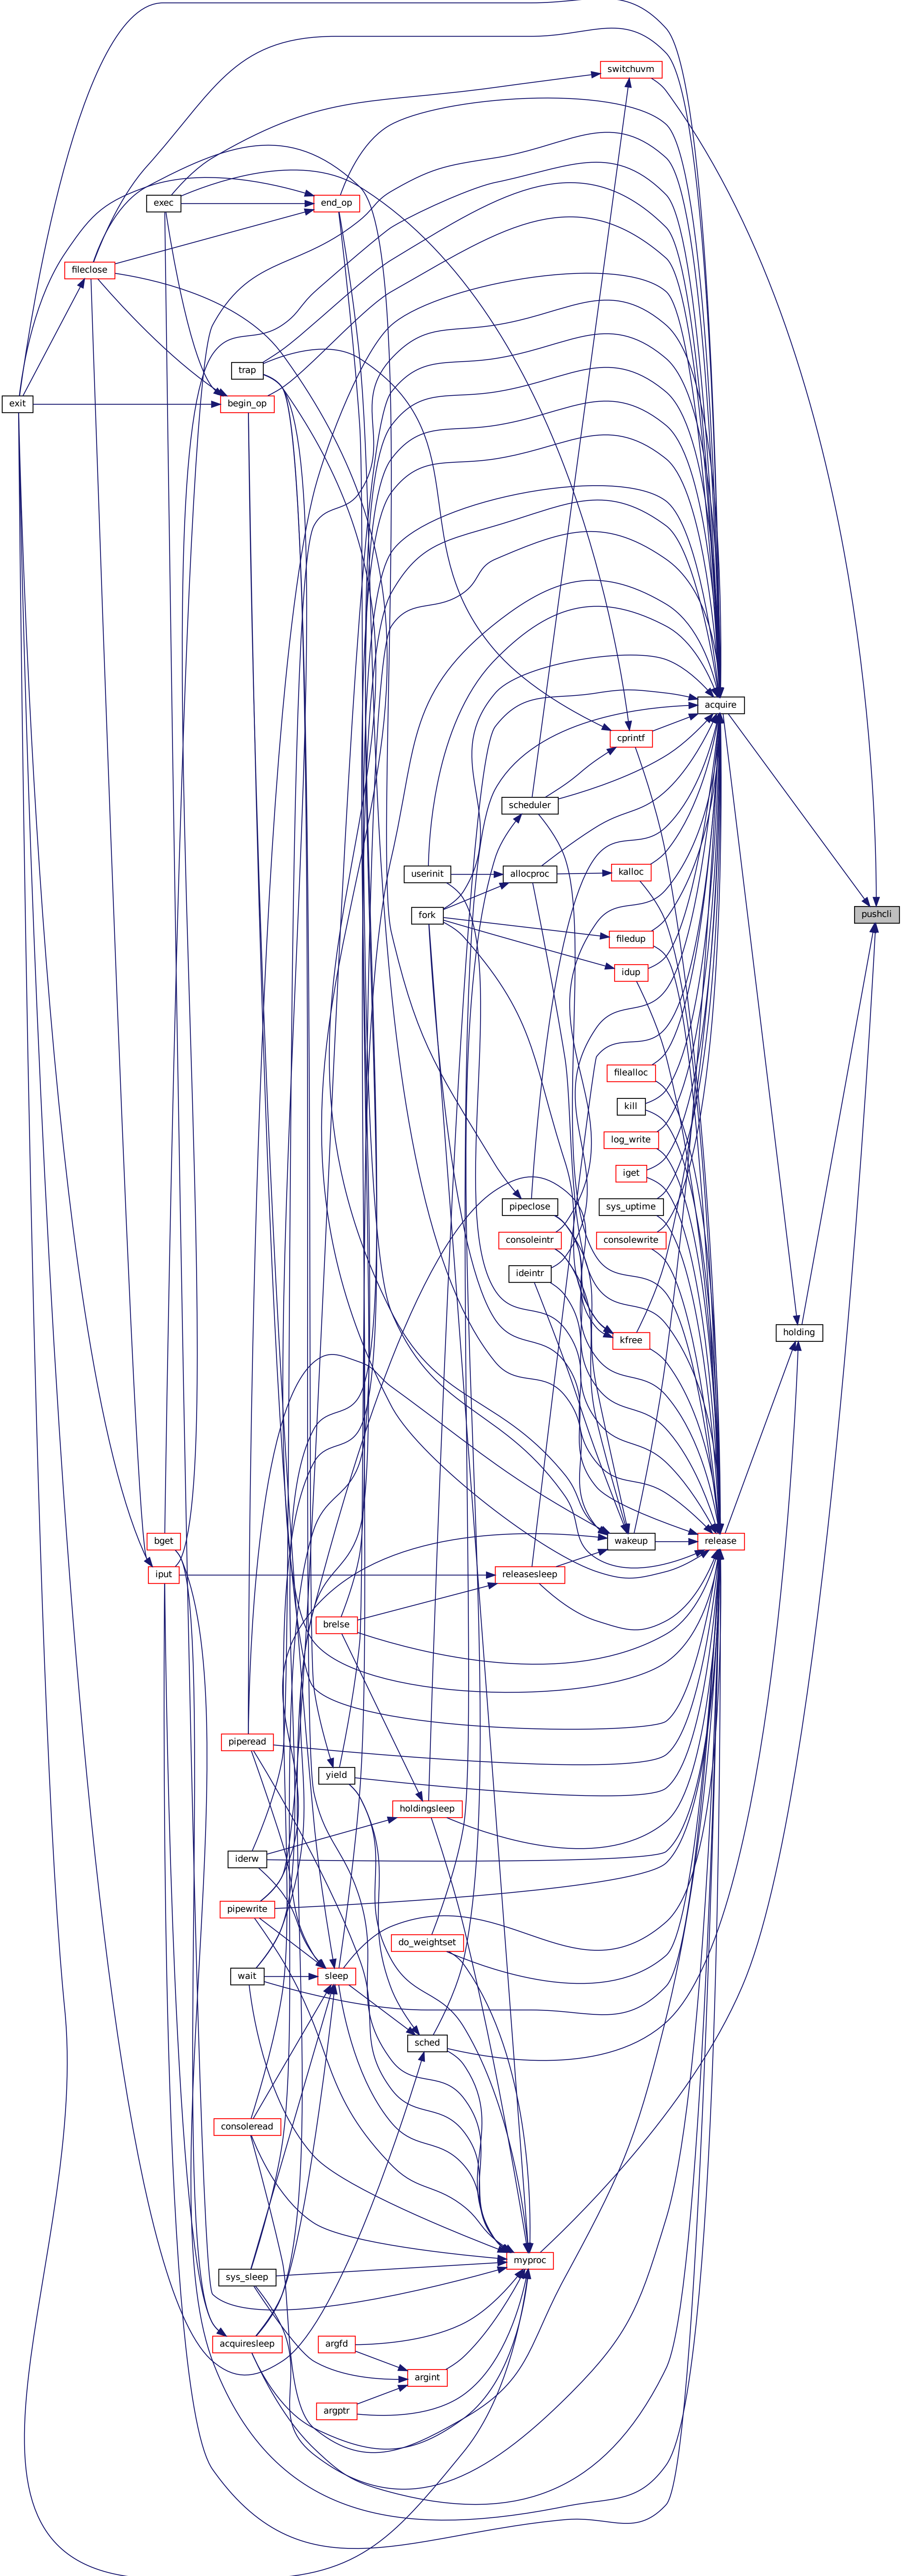 switchuvm
exec
end_op
fileclose
trap
exit
begin_op
acquire
cprintf
scheduler
userinit
allocproc
kalloc
fork
pushcli
filedup
idup
filealloc
kill
log_write
iget
pipeclose
sys_uptime
consoleintr
consolewrite
ideintr
holding
kfree
bget
wakeup
release
iput
releasesleep
brelse
piperead
yield
holdingsleep
iderw
pipewrite
do_weightset
wait
sleep
sched
consoleread
myproc
sys_sleep
acquiresleep
argfd
argint
argptr